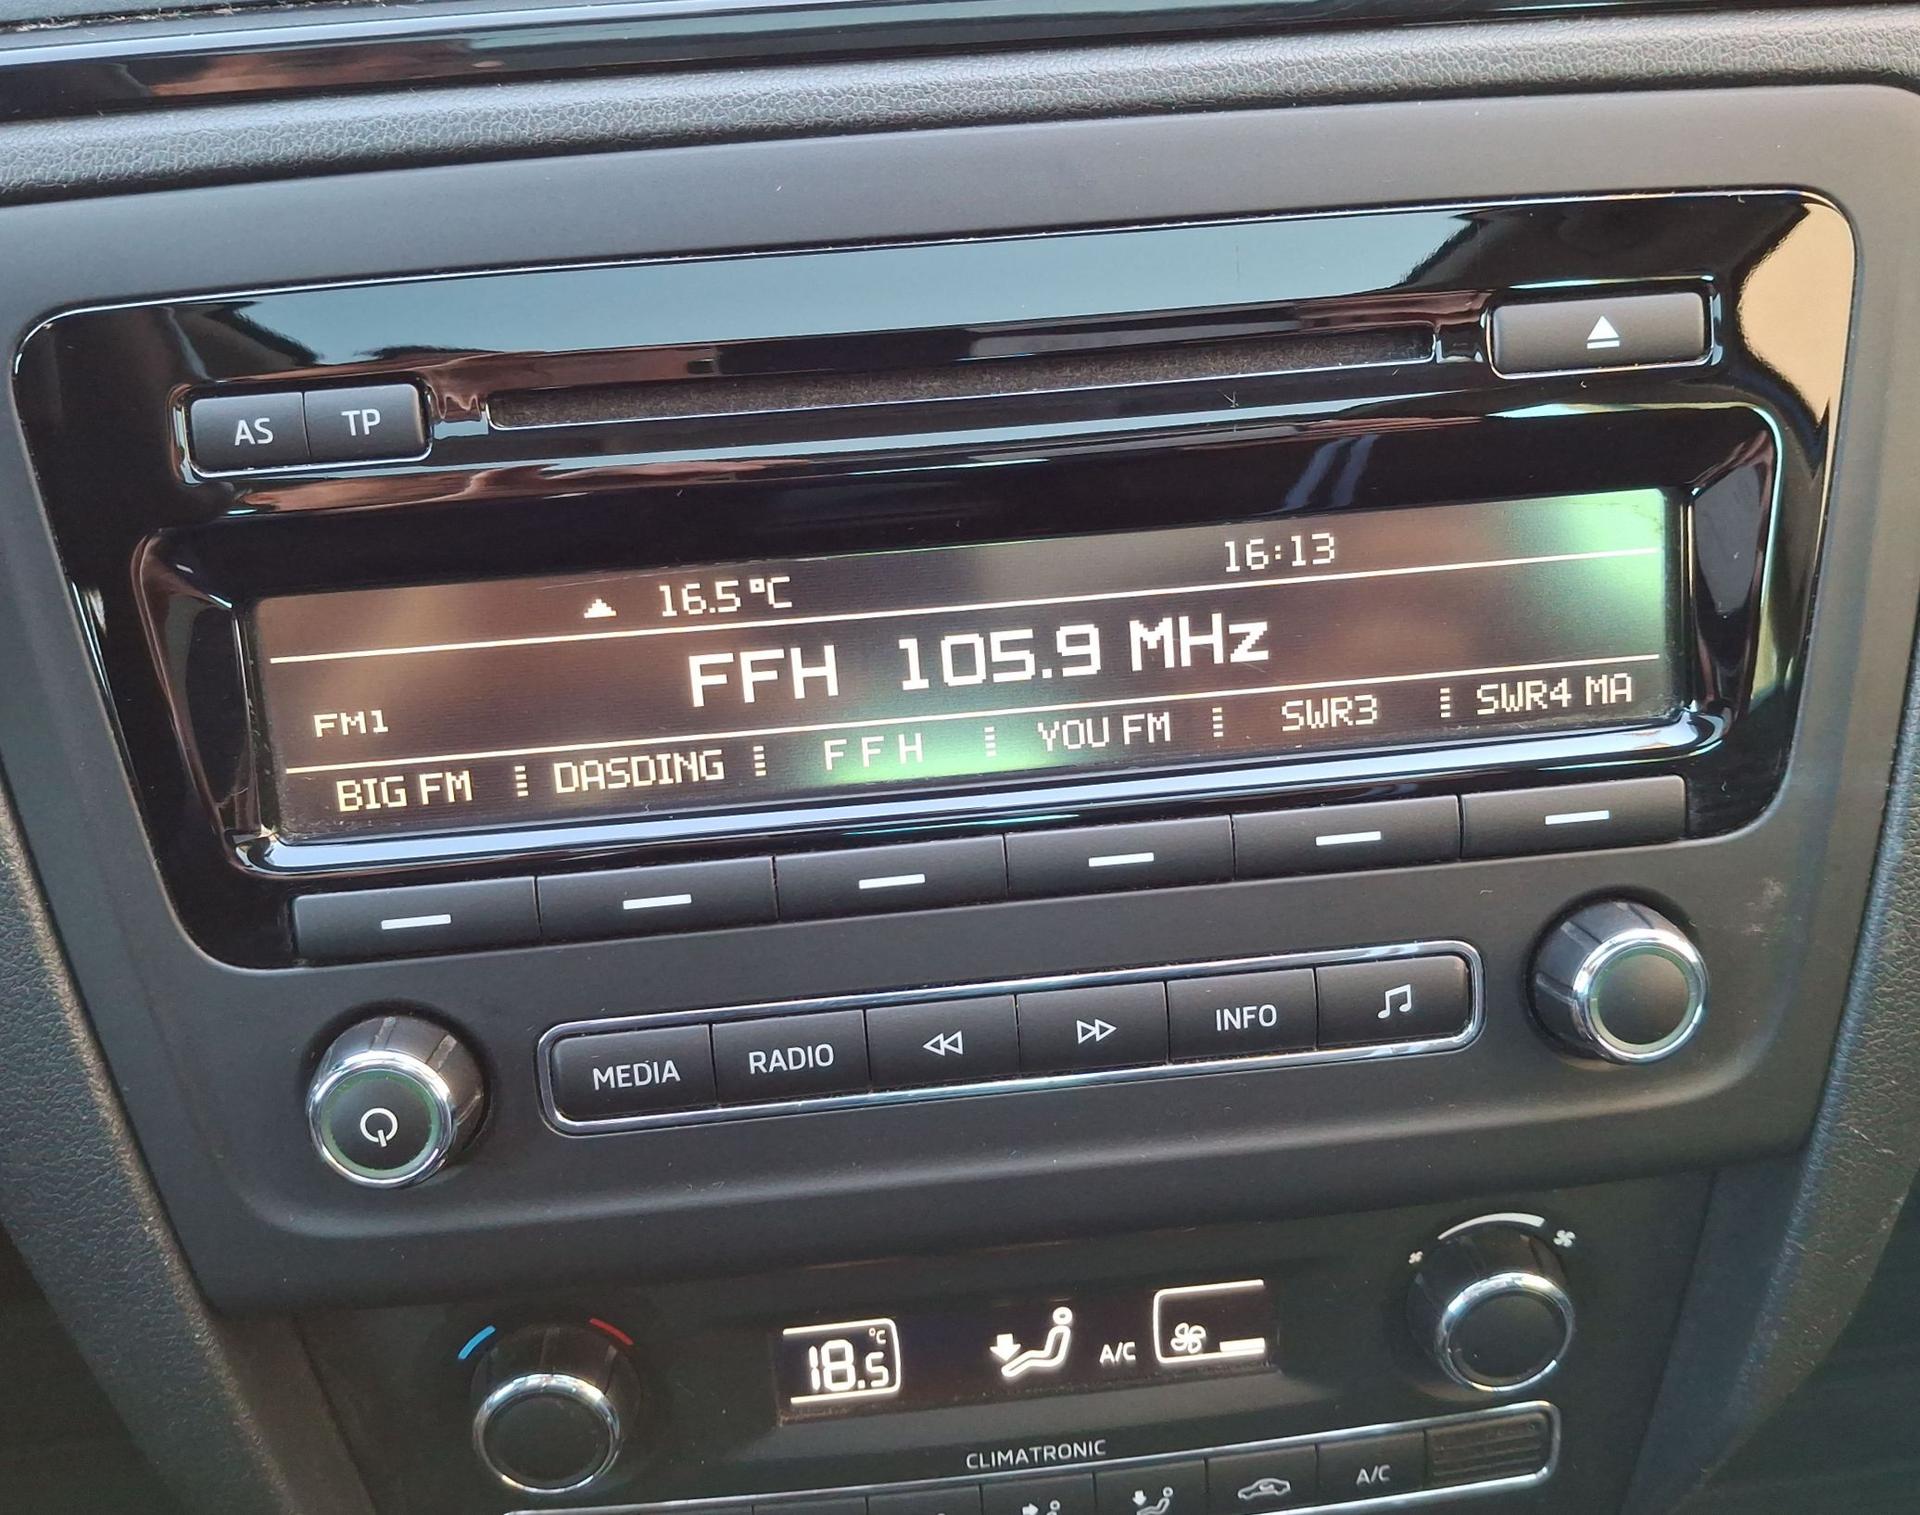 AS TP
16.5°C 16:13
FFH 105.9 MHz
FM1
BIG FM DASDING FFH YOU FM SWR3 SWR4 MA
MEDIA RADIO INFO
18.5 °C A/C
CLIMATRONIC
A/C